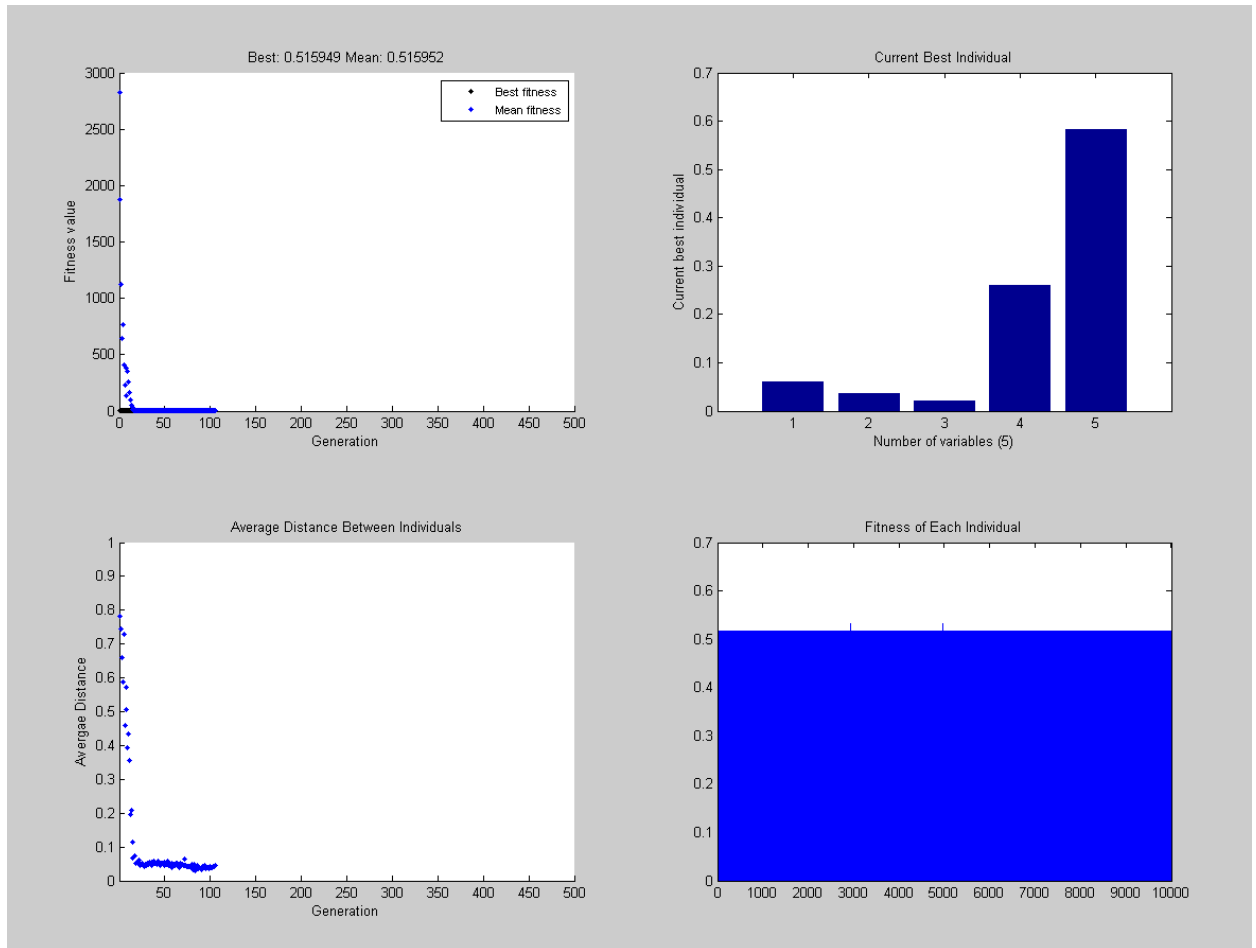 Best: 0.515949 Mean: 0.515952
3000
2500
2000
1500
1000
500
0
Fitness value
Best fitness
Mean fitness
0 50 100 150 200 250 300 350 400 450 500
Generation
Current Best Individual
0.7
0.6
0.5
0.4
0.3
0.2
0.1
0
Current best individual
1 2 3 4 5
Number of variables (5)
Average Distance Between Individuals
1
0.9
0.8
0.7
0.6
0.5
0.4
0.3
0.2
0.1
0
Avergae Distance
0 50 100 150 200 250 300 350 400 450 500
Generation
Fitness of Each Individual
0.7
0.6
0.5
0.4
0.3
0.2
0.1
0
0 1000 2000 3000 4000 5000 6000 7000 8000 9000 10000